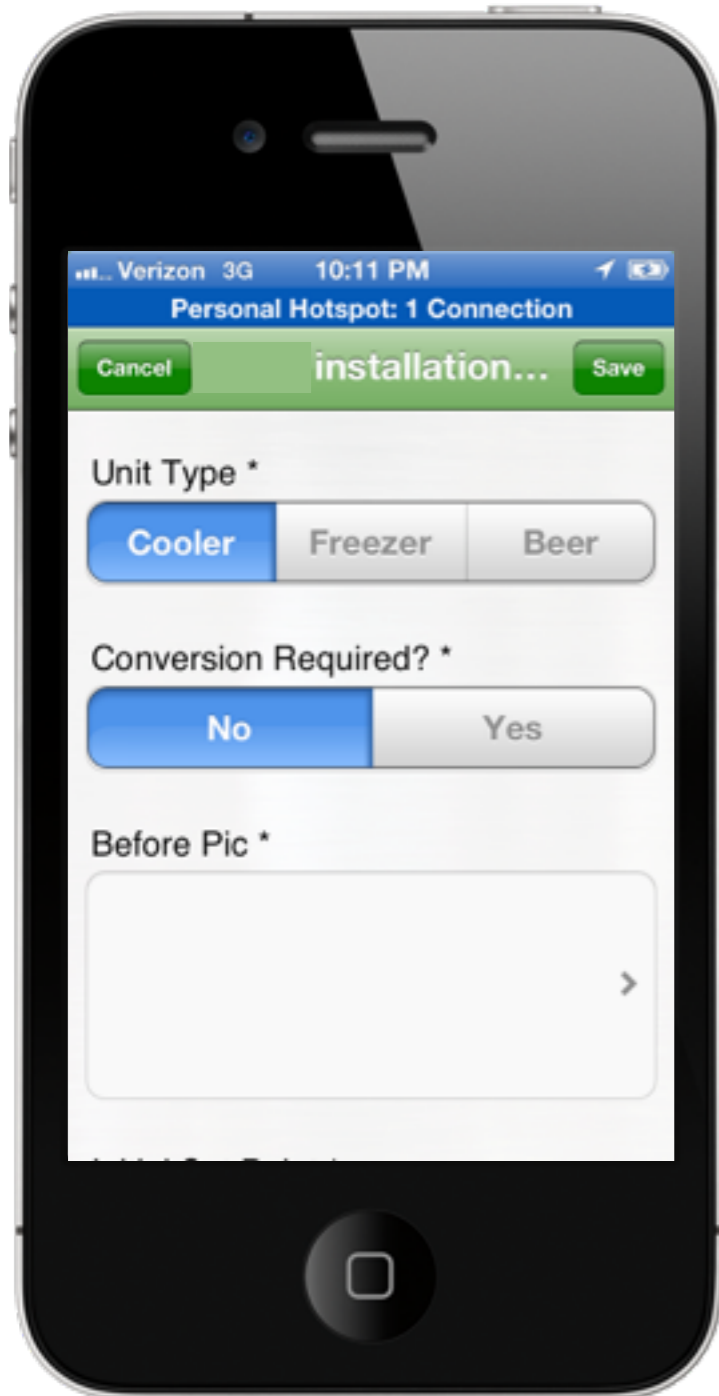 Verizon 3G 10:11 PM
Personal Hotspot: 1 Connection
Cancel installation... Save
Unit Type *
Cooler Freezer Beer
Conversion Required? *
No Yes
Before Pic *